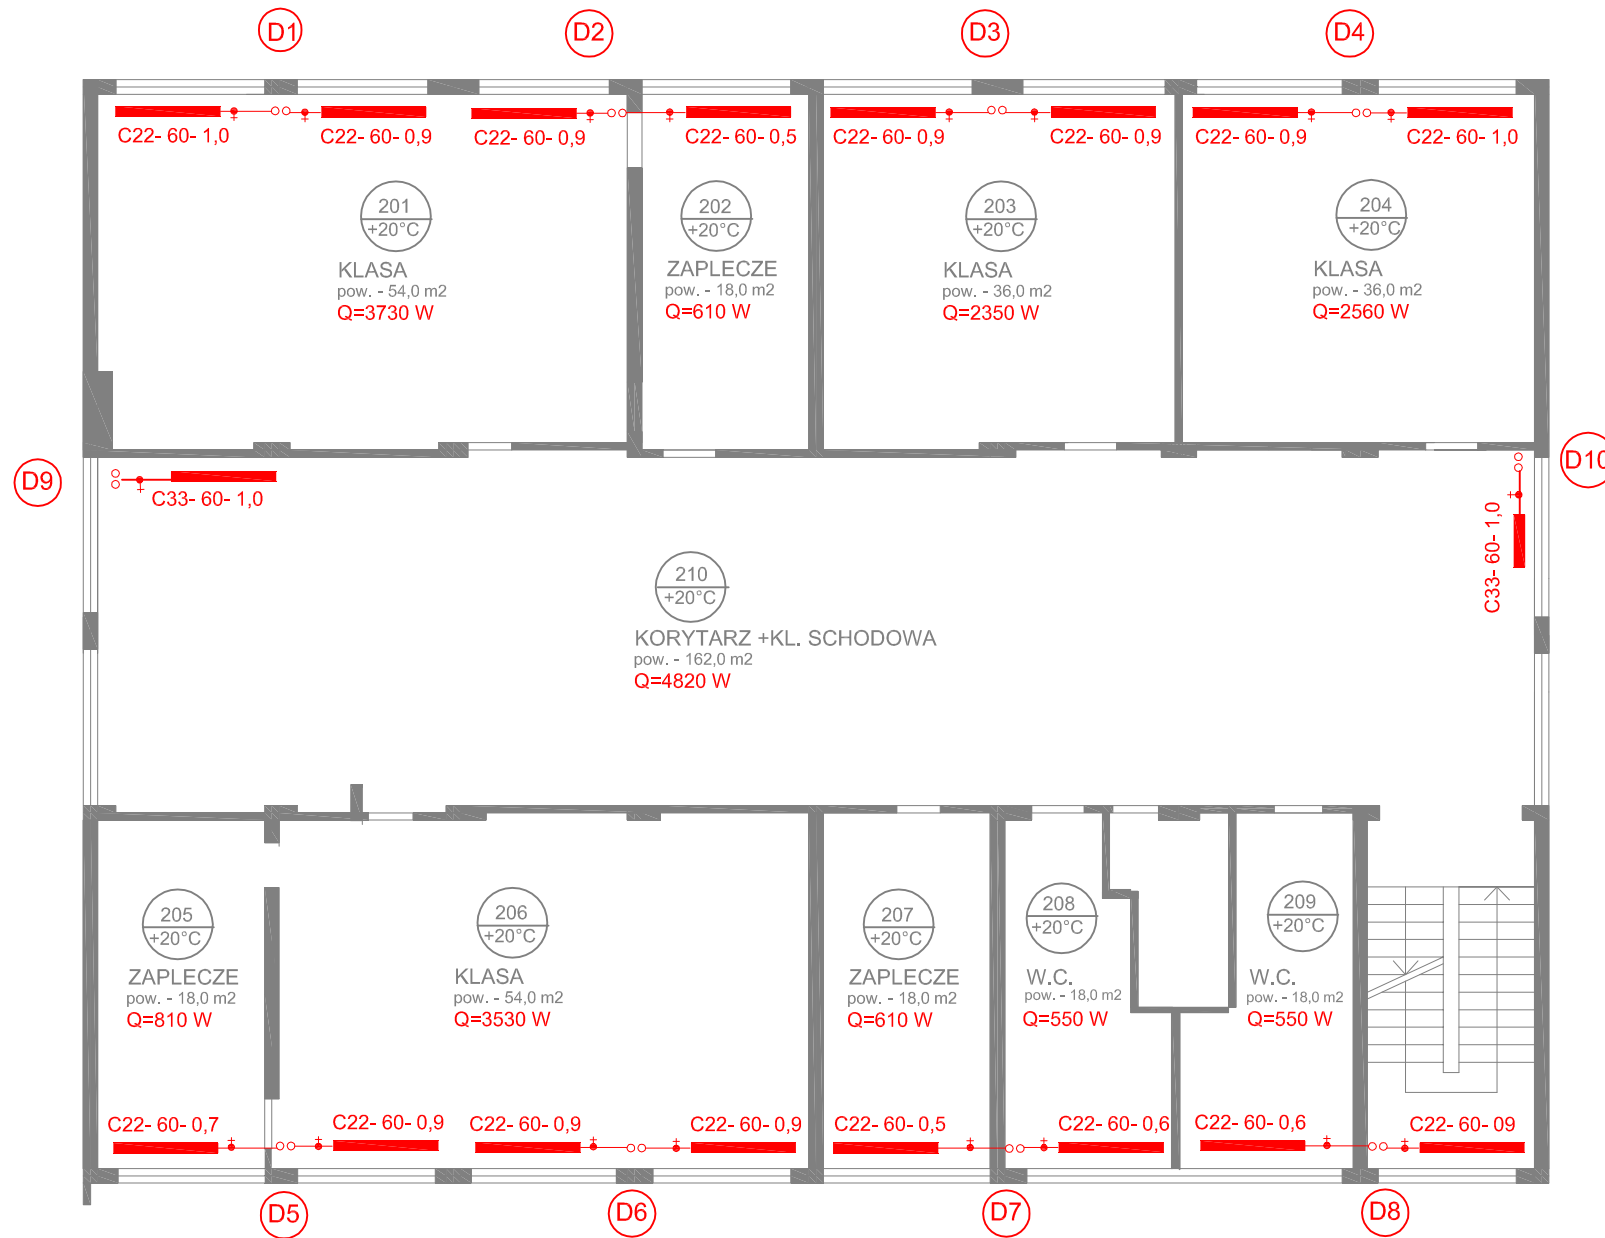 D1
D2
D3
D4
C22- 60- 1,0
C22- 60- 0,9
C22- 60- 0,9
C22- 60- 0,5
C22- 60- 0,9
C22- 60- 0,9
C22- 60- 0,9
C22- 60- 1,0
201
+20°C
KLASA
pow. - 54,0 m2
Q=3730 W
202
+20°C
ZAPLECZE
pow. - 18,0 m2
Q=610 W
203
+20°C
KLASA
pow. - 36,0 m2
Q=2350 W
204
+20°C
KLASA
pow. - 36,0 m2
Q=2560 W
D9
C33- 60- 1,0
D10
C33- 60- 1,0
210
+20°C
KORYTARZ +KL. SCHODOWA
pow. - 162,0 m2
Q=4820 W
205
+20°C
ZAPLECZE
pow. - 18,0 m2
Q=810 W
206
+20°C
KLASA
pow. - 54,0 m2
Q=3530 W
207
+20°C
ZAPLECZE
pow. - 18,0 m2
Q=610 W
208
+20°C
W.C.
pow. - 18,0 m2
Q=550 W
209
+20°C
W.C.
pow. - 18,0 m2
Q=550 W
C22- 60- 0,7
C22- 60- 0,9
C22- 60- 0,9
C22- 60- 0,9
C22- 60- 0,5
C22- 60- 0,6
C22- 60- 0,6
C22- 60- 09
D5
D6
D7
D8